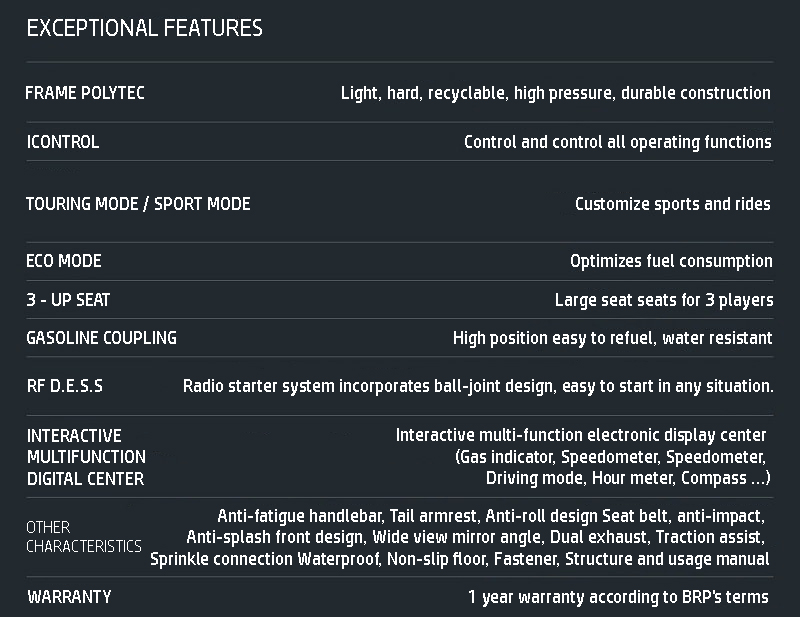 EXCEPTIONAL FEATURES
FRAME POLYTEC Light, hard, recyclable, high pressure, durable construction
ICONTROL Control and control all operating functions
TOURING MODE / SPORT MODE Customize sports and rides
ECO MODE Optimizes fuel consumption
3 - UP SEAT Large seat seats for 3 players
GASOLINE COUPLING High position easy to refuel, water resistant
RF D.E.S.S Radio starter system incorporates ball-joint design, easy to start in any situation.
INTERACTIVE Interactive multi-function electronic display center
MULTIFUNCTION (Gas indicator, Speedometer, Speedometer,
DIGITAL CENTER Driving mode, Hour meter, Compass ...)
Anti-fatigue handlebar, Tail armrest, Anti-roll design Seat belt, anti-impact,
OTHER Anti-splash front design, Wide view mirror angle, Dual exhaust, Traction assist,
CHARACTERISTICS Sprinkle connection Waterproof, Non-slip floor, Fastener, Structure and usage manual
WARRANTY 1 year warranty according to BRP's terms